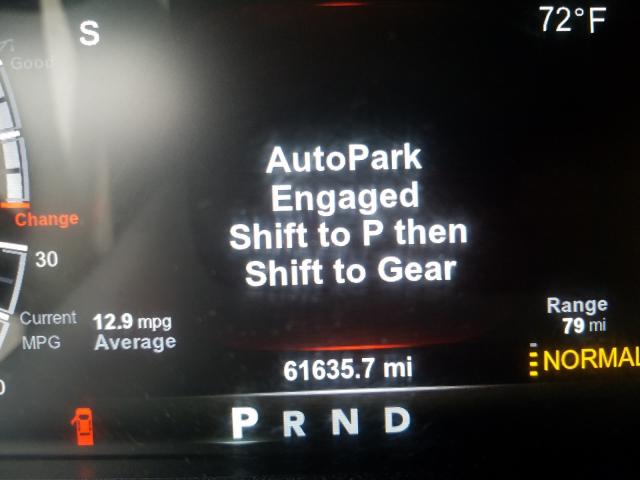 S
72°F
Good
AutoPark
Engaged
Shift to P then
Shift to Gear
Change
30
Current
MPG
12.9 mpg
Average
Range
79 mi
61635.7 mi
NORMAL
0
P R N D